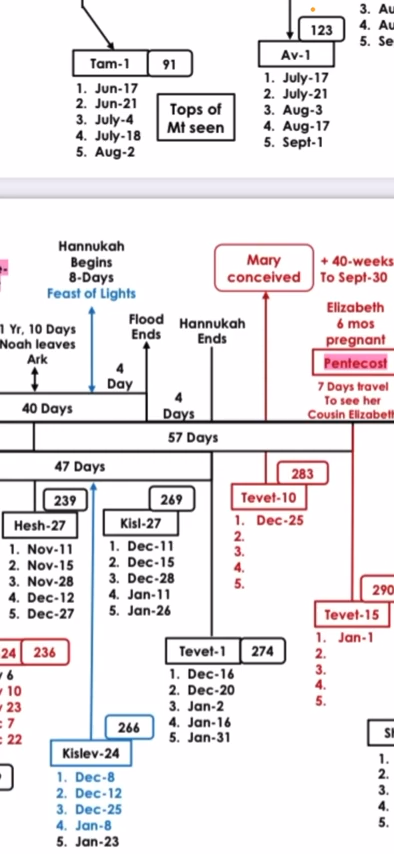 3. Au
123
4. Au
5. Se
Tam-1
91
Av-1
1. Jun-17
2. Jun-21
3. July-4
4. July-18
5. Aug-2
Tops of
Mt seen
1. July-17
2. July-21
3. Aug-3
4. Aug-17
5. Sept-1
Hannukah
Begins
8-Days
Feast of Lights
Mary
conceived
+ 40-weeks
To Sept-30
1 Yr, 10 Days
Noah leaves
Ark
Flood
Ends
Hannukah
Ends
Elizabeth
6 mos
pregnant
Pentecost
4
Day
4
Days
7 Days travel
To see her
Cousin Elizabeth
40 Days
57 Days
47 Days
239
Hesh-27
1. Nov-11
2. Nov-15
3. Nov-28
4. Dec-12
5. Dec-27
269
Kisl-27
1. Dec-11
2. Dec-15
3. Dec-28
4. Jan-11
5. Jan-26
283
Tevet-10
1. Dec-25
2.
3.
4.
5.
290
Tevet-15
1. Jan-1
2.
3.
4.
5.
24
236
6
10
23
7
22
Tevet-1
274
1. Dec-16
2. Dec-20
3. Jan-2
4. Jan-16
5. Jan-31
266
Kislev-24
1. Dec-8
2. Dec-12
3. Dec-25
4. Jan-8
5. Jan-23
1.
2.
3.
4.
5.